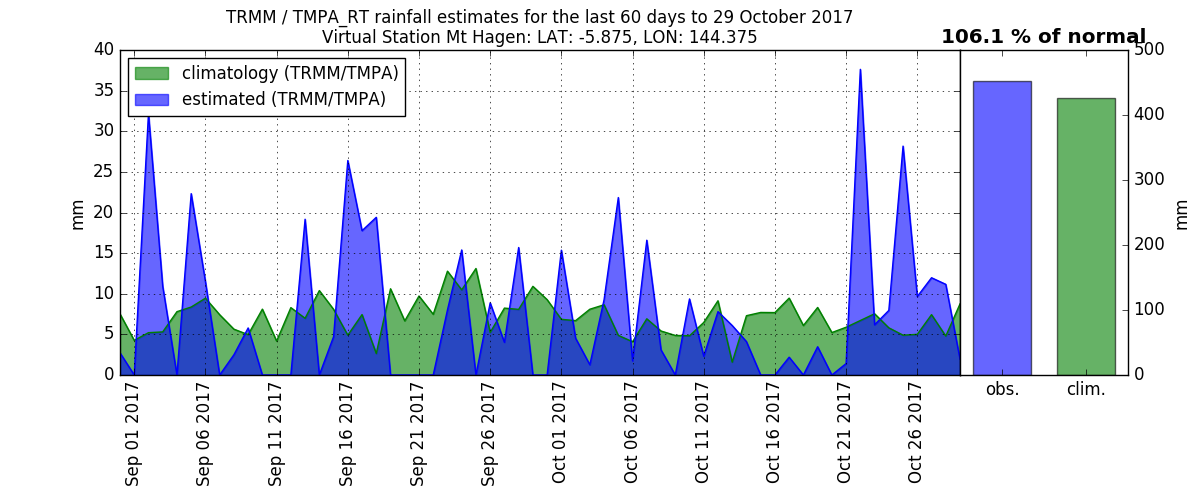 TRMM / TMPA_RT rainfall estimates for the last 60 days to 29 October 2017
Virtual Station Mt Hagen: LAT: -5.875, LON: 144.375
106.1 % of normal
climatology (TRMM/TMPA)
estimated (TRMM/TMPA)
mm
40
35
30
25
20
15
10
5
0
Sep 01 2017
Sep 06 2017
Sep 11 2017
Sep 16 2017
Sep 21 2017
Sep 26 2017
Oct 01 2017
Oct 06 2017
Oct 11 2017
Oct 16 2017
Oct 21 2017
Oct 26 2017
obs.
clim.
500
400
300
200
100
0
mm